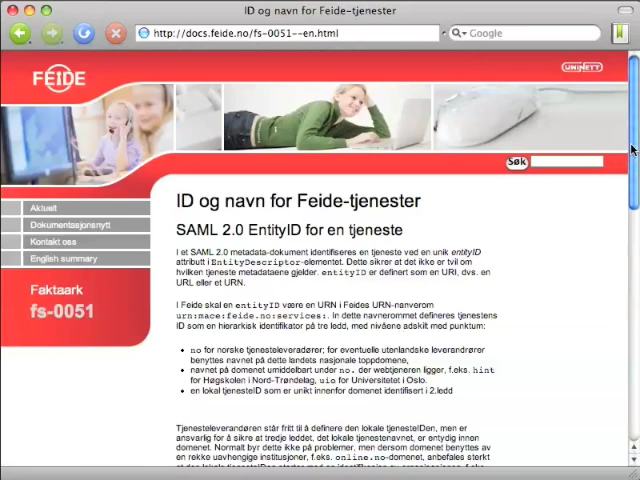 ID og navn for Feide-tjenester
http://docs.feide.no/fs-0051--en.html
Google
FEIDE
UNINETT
Søk
Aktuelt
Dokumentasjonsnytt
Kontakt oss
English summary
Faktaark
fs-0051
ID og navn for Feide-tjenester
SAML 2.0 EntityID for en tjeneste
I et SAML 2.0 metadata-dokument identifiseres en tjeneste ved en unik entityID
attributt i EntityDescriptor-elementet. Dette sikrer at det ikke er tvil om
hvilken tjeneste metadataene gjelder. entityID er definert som en URI, dvs. en
URL eller et URN.
I Feide skal en entityID være en URN i Feides URN-navnerom
urn:mace:feide.no:services:. I dette navnerommet defineres tjenestens
ID som en hierarkisk identifikator på tre ledd, med nivåene adskilt med punktum:
no for norske tjenesteleverandører; for eventuelle utenlandske leverandrører
benyttes navnet på dette landets nasjonale toppdomene,
navnet på domenet umiddelbart under no. der webtjeneren ligger, f.eks. hint
for Høgskolen i Nord-Trøndelag, uio for Universitetet i Oslo.
en lokal tjenesteID som er unikt innenfor domenet identifisert i 2.ledd
Tjenesteleverandøren står fritt til å definere den lokale tjenesteIDen, men er
ansvarlig for å sikre at tredje leddet, det lokale tjenestenavnet, er entydig innen
domenet. Normalt byr dette ikke på problemer, men dersom domenet benyttes av
en rekke uavhengige institusjoner, f.eks. online.no-domenet, anbefales sterkt